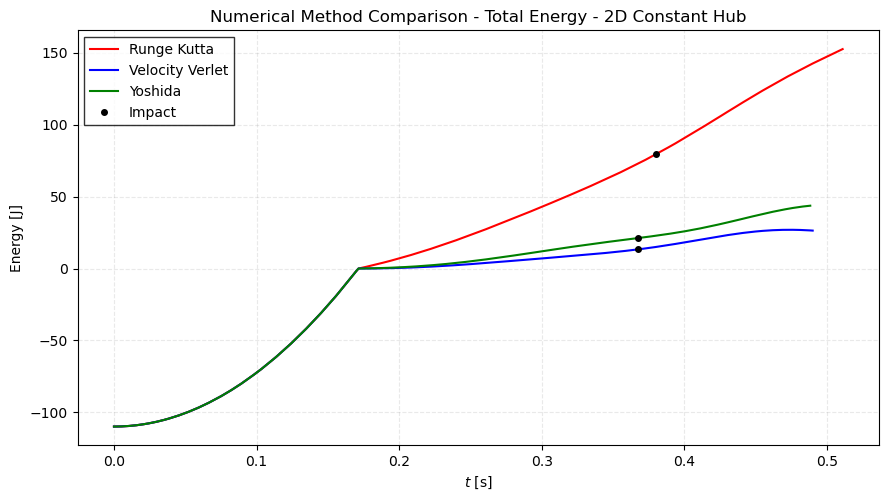 Numerical Method Comparison - Total Energy - 2D Constant Hub
Runge Kutta
Velocity Verlet
Yoshida
Impact
Energy [J]
150
100
50
0
−50
−100
0.0
0.1
0.2
0.3
0.4
0.5
t [s]